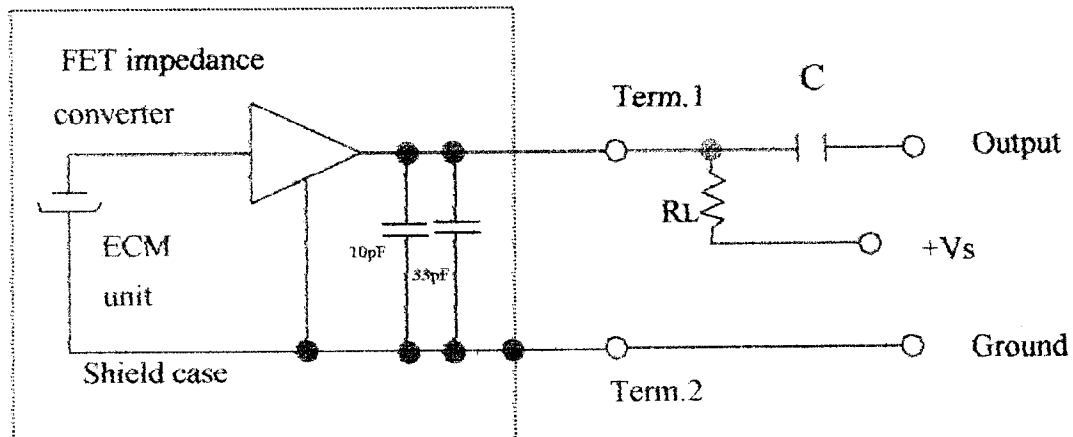 FET impedance
converter
Term.1
C
Output
RL
+Vs
10pF
33pF
ECM
unit
Shield case
Term.2
Ground